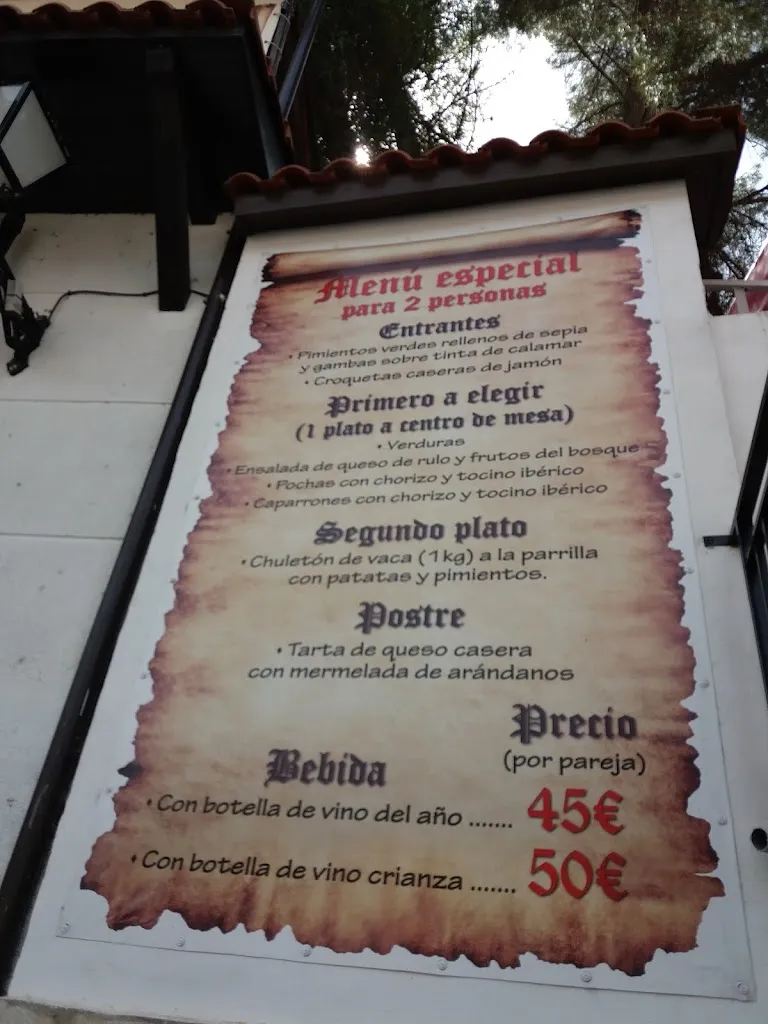 Menú especial
para 2 personas
Entrantes
• Pimientos verdes rellenos de sepia
y gambas sobre tinta de calamar
• Croquetas caseras de jamón
Primero a elegir
(1 plato a centro de mesa)
• Verduras
• Ensalada de queso de rulo y frutos del bosque
• Pochas con chorizo y tocino ibérico
• Caparrones con chorizo y tocino ibérico
Segundo plato
• Chuletón de vaca (1kg) a la parrilla
con patatas y pimientos.
Postre
• Tarta de queso casera
con mermelada de arándanos
Precio
(por pareja)
Bebida
• Con botella de vino del año ....... 45€
• Con botella de vino crianza ....... 50€